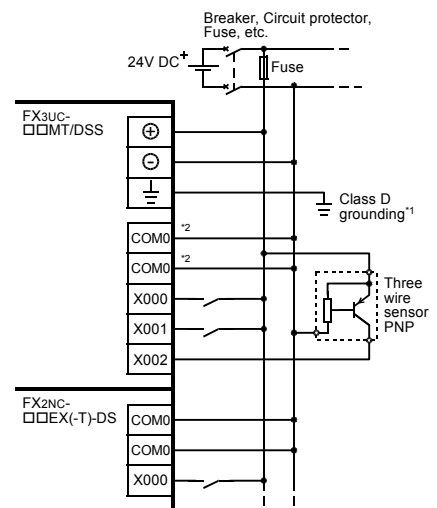 Breaker, Circuit protector,
Fuse, etc.
24V DC
+
Fuse
FX3UC-
□□MT/DSS
Class D
grounding*1
COM0
*2
COM0
*2
X000
X001
X002
Three
wire
sensor
PNP
FX2NC-
□□EX(-T)-DS
COM0
COM0
X000